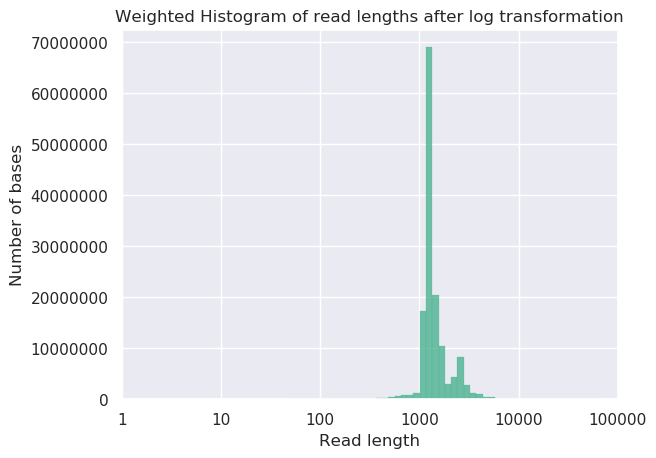 Weighted Histogram of read lengths after log transformation
70000000
60000000
50000000
40000000
30000000
20000000
10000000
0
Number of bases
1 10 100 1000 10000 100000
Read length